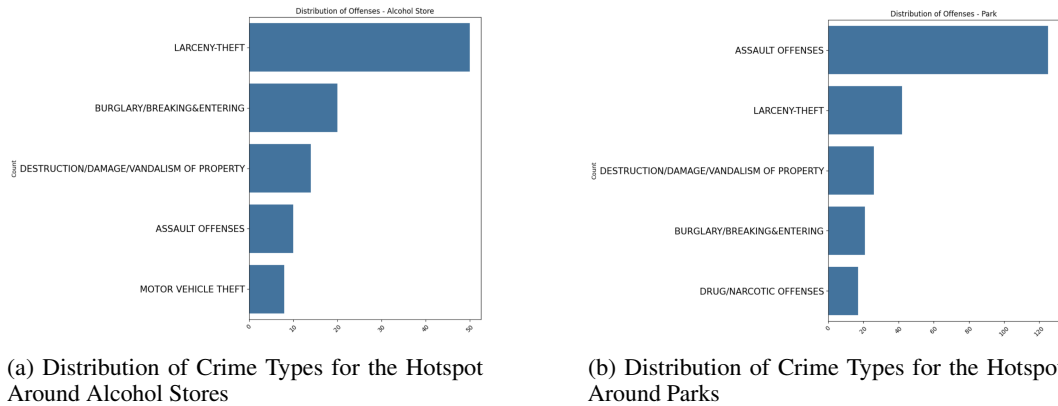 Distribution of Offenses - Alcohol Store
LARCENY-THEFT
BURGLARY/BREAKING&ENTERING
DESTRUCTION/DAMAGE/VANDALISM OF PROPERTY
ASSAULT OFFENSES
MOTOR VEHICLE THEFT
Count
0 10 20 30 40 50
(a) Distribution of Crime Types for the Hotspot
Around Alcohol Stores
Distribution of Offenses - Park
ASSAULT OFFENSES
LARCENY-THEFT
DESTRUCTION/DAMAGE/VANDALISM OF PROPERTY
BURGLARY/BREAKING&ENTERING
DRUG/NARCOTIC OFFENSES
Count
0 20 40 60 80 100 120
(b) Distribution of Crime Types for the Hotspo
Around Parks